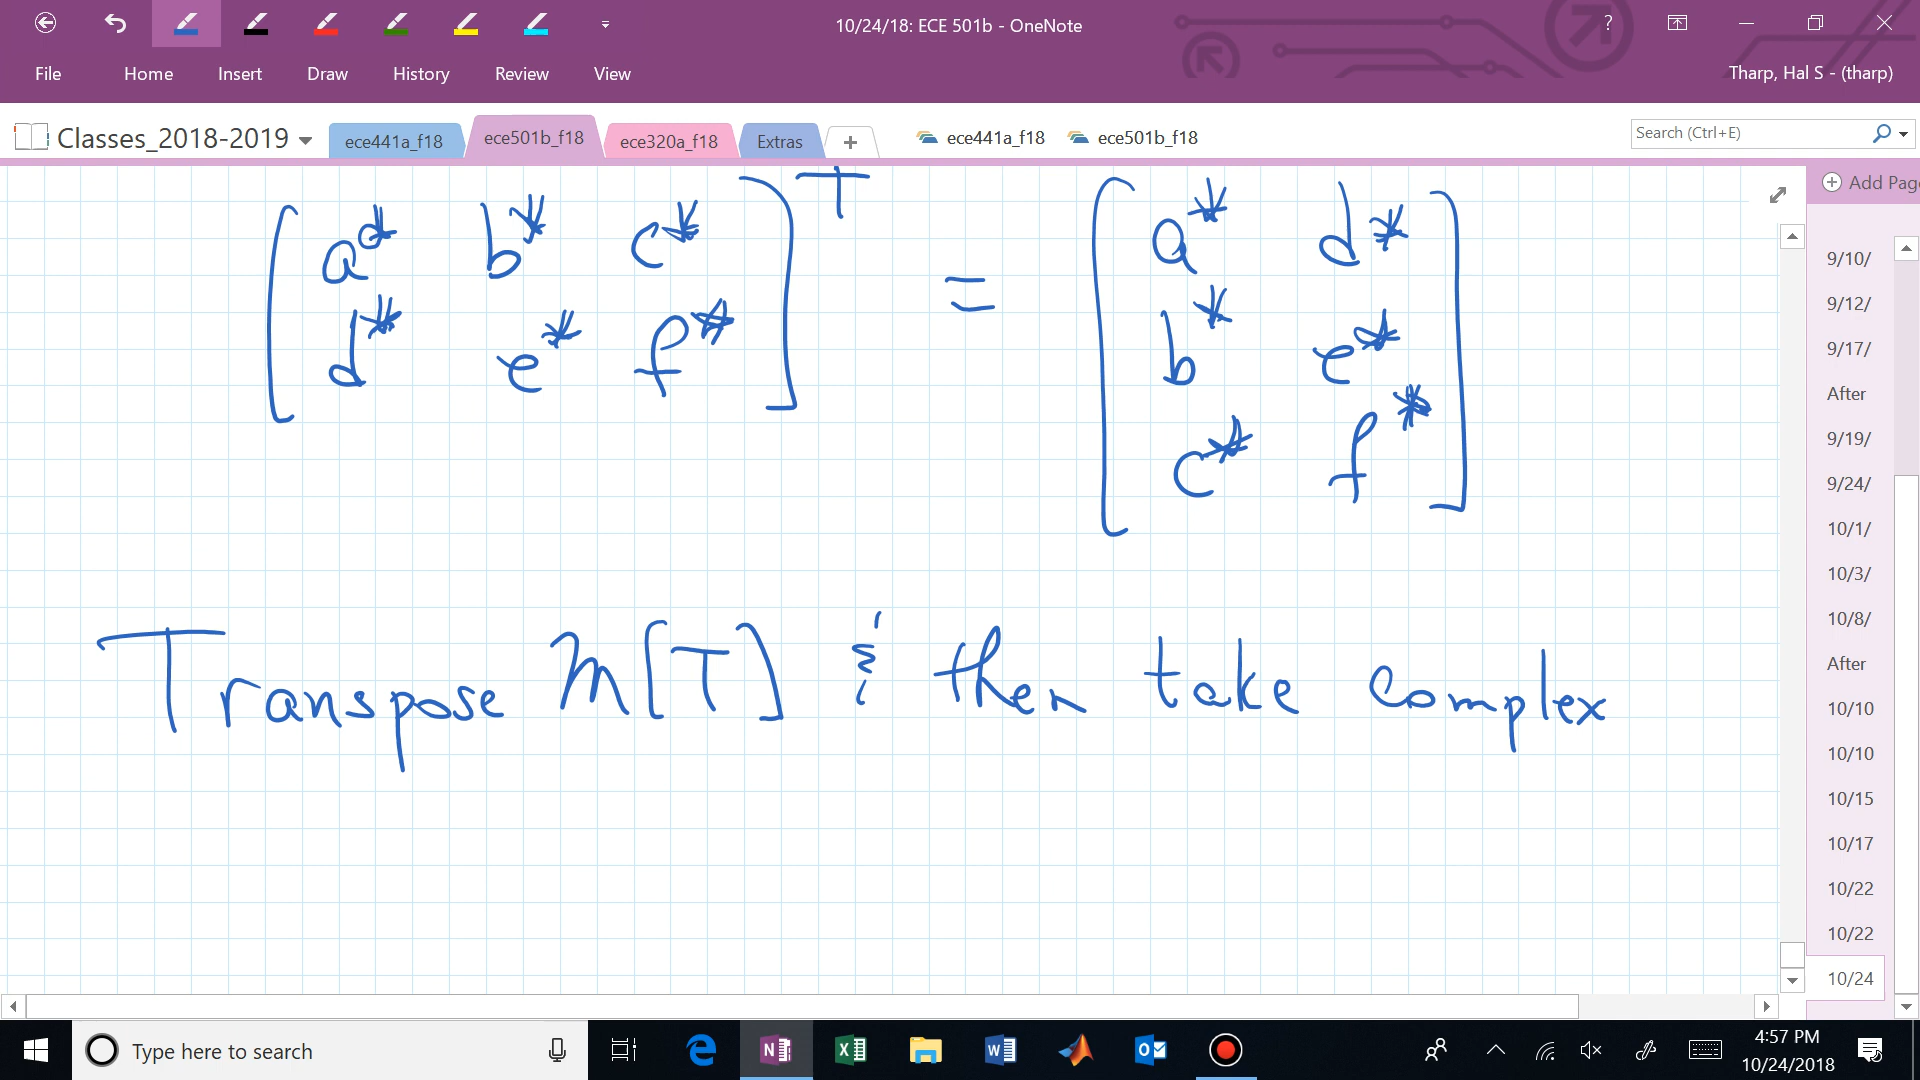 10/24/18: ECE 501b - OneNote
?
File Home Insert Draw History Review View
Tharp, Hal S - (tharp)
Classes_2018-2019 ece441a_f18 ece501b_f18 ece320a_f18 Extras + ece441a_f18 ece501b_f18
Search (Ctrl+E)
Add Page
[ a* b* c* ]T = [ a* d* ]
d* e* f* b* e*
c* f*
Transpose M[T] & then take complex
9/10/
9/12/
9/17/
After
9/19/
9/24/
10/1/
10/3/
10/8/
After
10/10
10/10
10/15
10/17
10/22
10/22
10/24
Type here to search
4:57 PM
10/24/2018